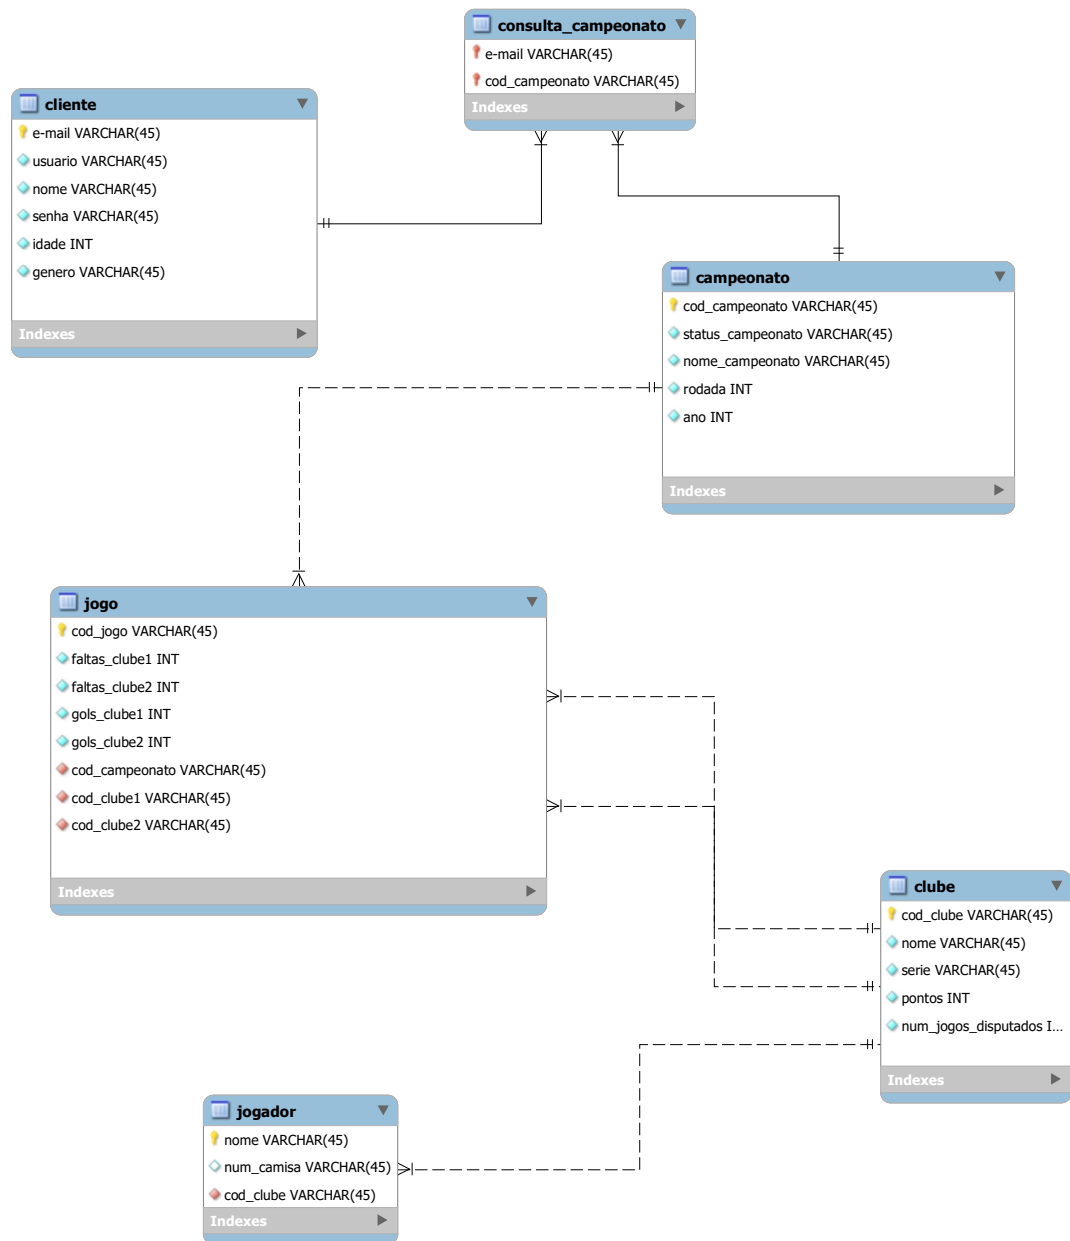 consulta_campeonato
e-mail VARCHAR(45)
cod_campeonato VARCHAR(45)
Indexes
cliente
e-mail VARCHAR(45)
usuario VARCHAR(45)
nome VARCHAR(45)
senha VARCHAR(45)
idade INT
genero VARCHAR(45)
Indexes
campeonato
cod_campeonato VARCHAR(45)
status_campeonato VARCHAR(45)
nome_campeonato VARCHAR(45)
rodada INT
ano INT
Indexes
jogo
cod_jogo VARCHAR(45)
faltas_clube1 INT
faltas_clube2 INT
gols_clube1 INT
gols_clube2 INT
cod_campeonato VARCHAR(45)
cod_clube1 VARCHAR(45)
cod_clube2 VARCHAR(45)
Indexes
clube
cod_clube VARCHAR(45)
nome VARCHAR(45)
serie VARCHAR(45)
pontos INT
num_jogos_disputados I...
Indexes
jogador
nome VARCHAR(45)
num_camisa VARCHAR(45)
cod_clube VARCHAR(45)
Indexes